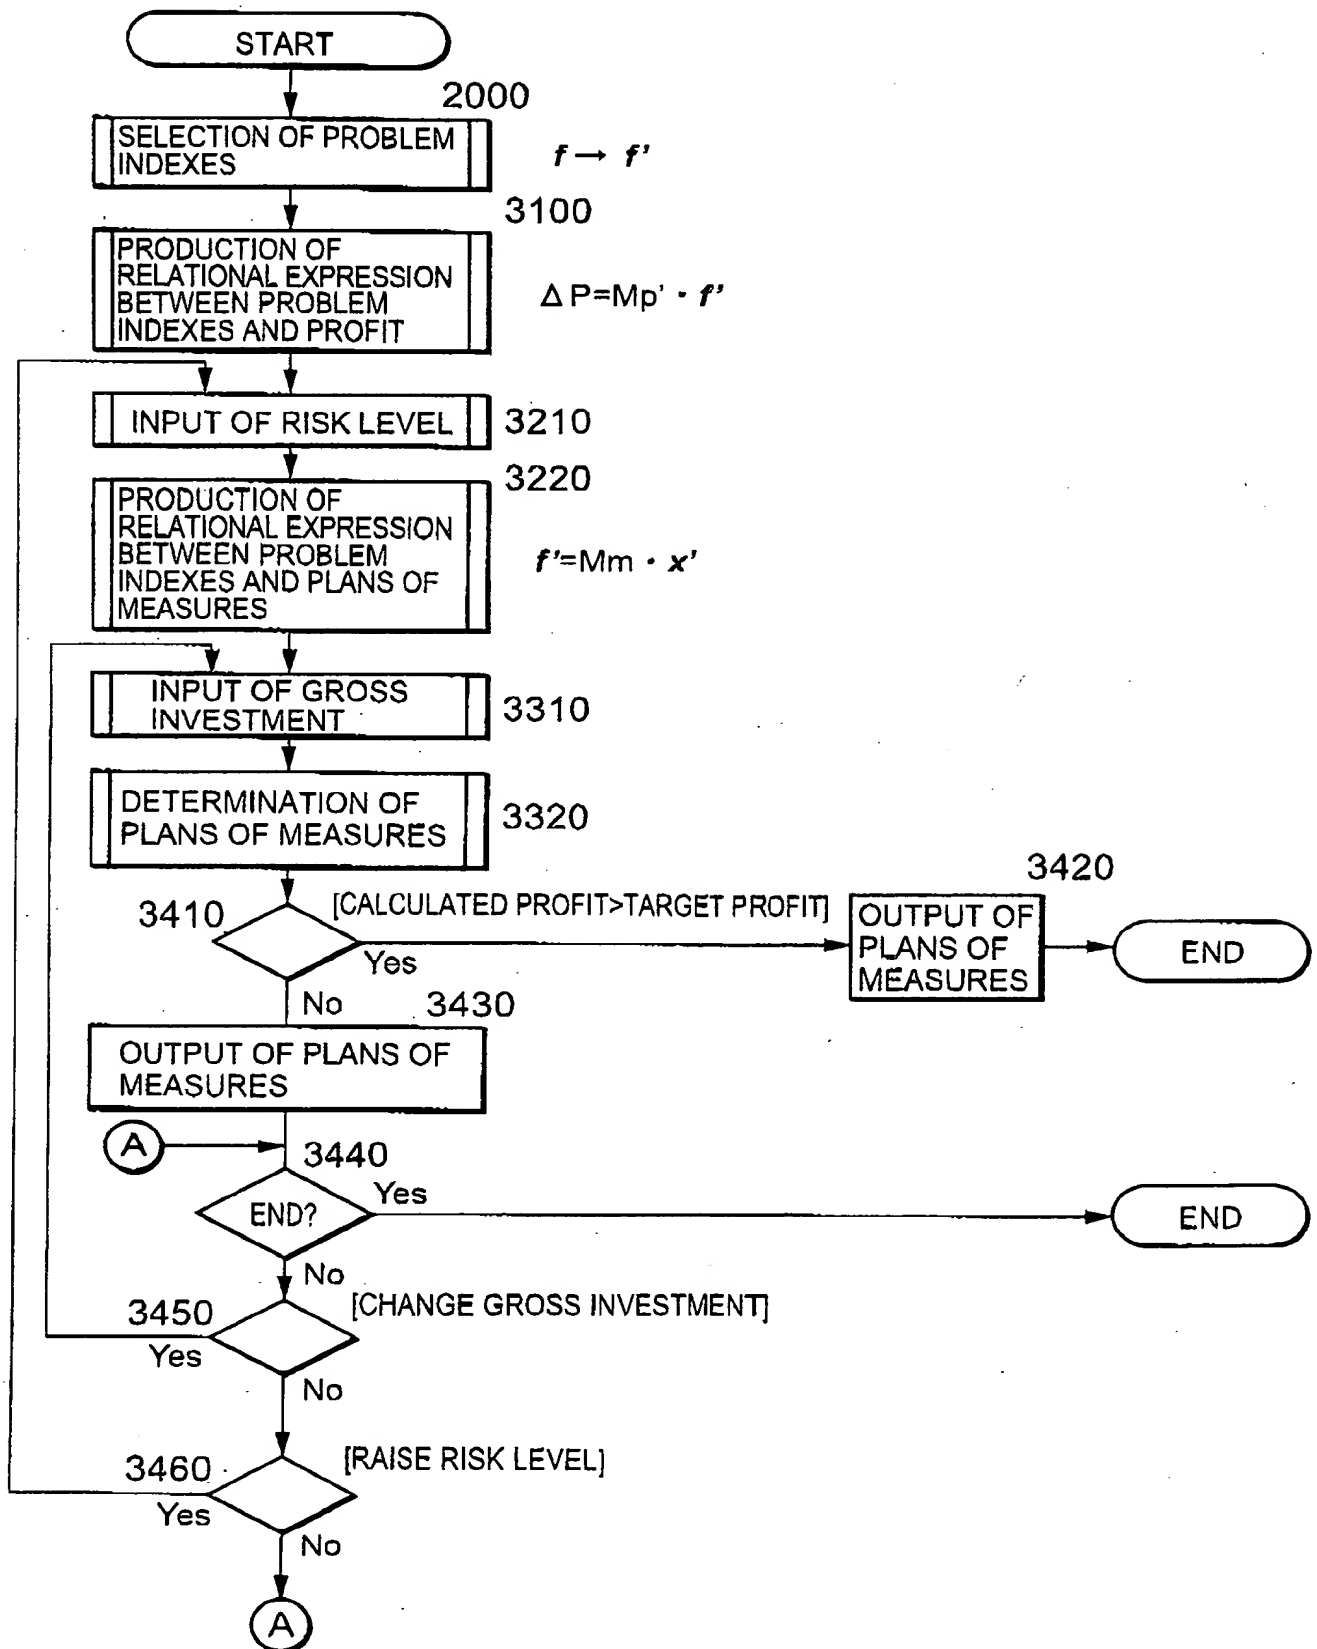 START
2000
SELECTION OF PROBLEM
INDEXES
f → f'
3100
PRODUCTION OF
RELATIONAL EXPRESSION
BETWEEN PROBLEM
INDEXES AND PROFIT
Δ P=Mp' · f'
INPUT OF RISK LEVEL
3210
3220
PRODUCTION OF
RELATIONAL EXPRESSION
BETWEEN PROBLEM
INDEXES AND PLANS OF
MEASURES
f'=Mm · x'
INPUT OF GROSS
INVESTMENT
3310
DETERMINATION OF
PLANS OF MEASURES
3320
3410
[CALCULATED PROFIT>TARGET PROFIT]
Yes
3420
OUTPUT OF
PLANS OF
MEASURES
END
No
3430
OUTPUT OF PLANS OF
MEASURES
A
3440
END?
Yes
END
No
3450
[CHANGE GROSS INVESTMENT]
Yes
No
3460
[RAISE RISK LEVEL]
Yes
No
A